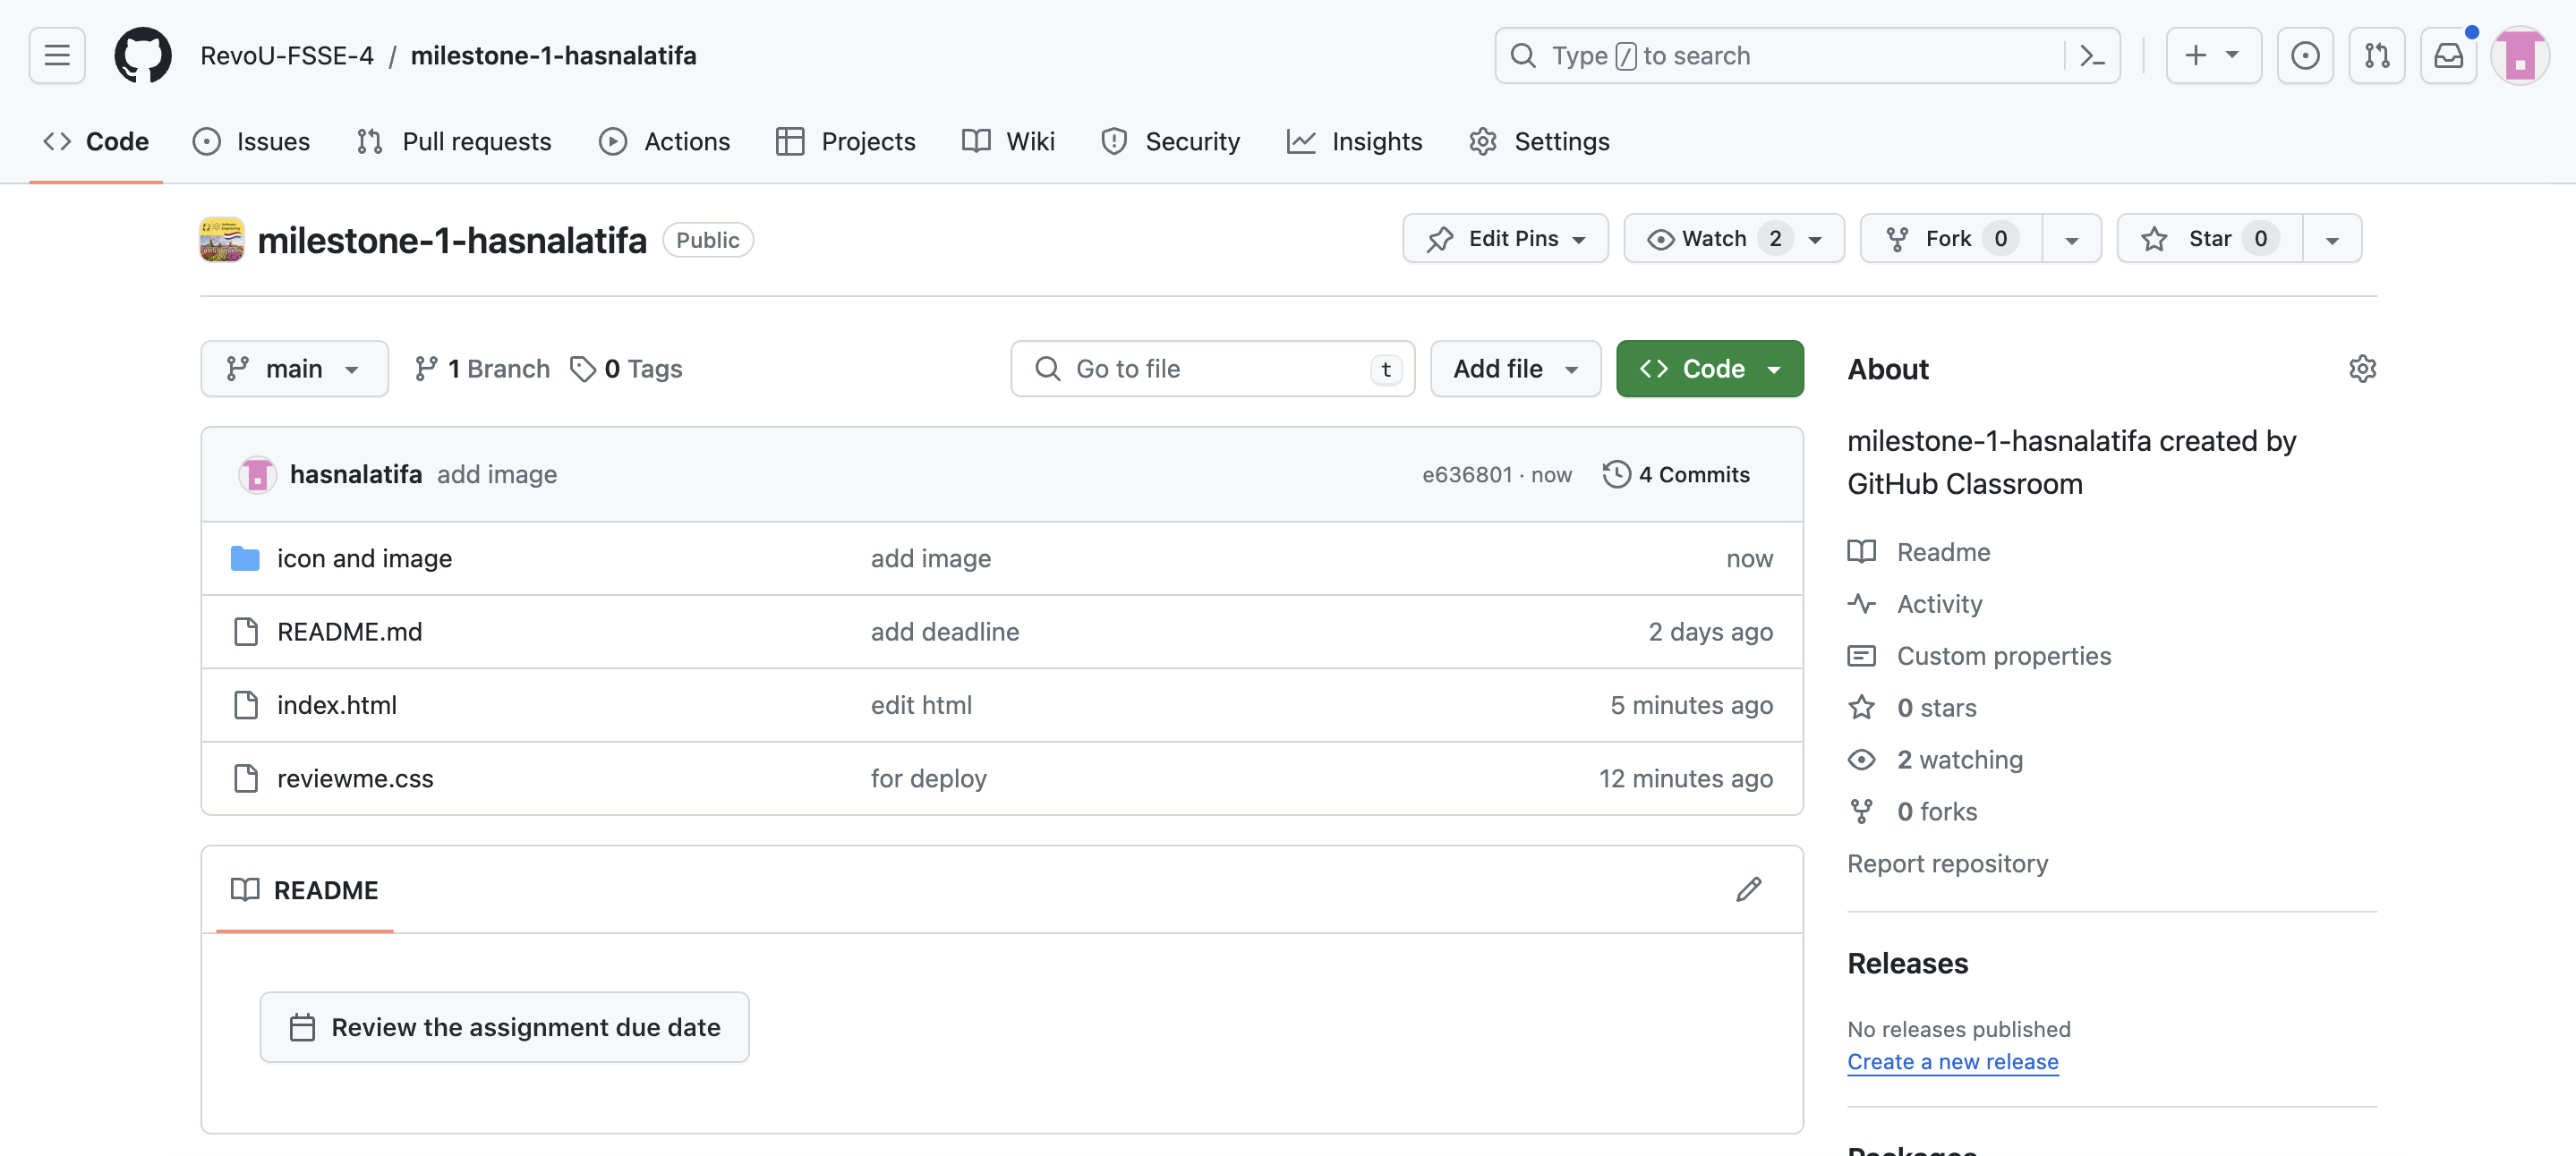 RevoU-FSSE-4 / milestone-1-hasnalatifa
Type / to search
Code Issues Pull requests Actions Projects Wiki Security Insights Settings
milestone-1-hasnalatifa Public
Edit Pins Watch 2 Fork 0 Star 0
main 1 Branch 0 Tags Go to file t Add file Code
hasnalatifa add image e636801 · now 4 Commits
icon and image add image now
README.md add deadline 2 days ago
index.html edit html 5 minutes ago
reviewme.css for deploy 12 minutes ago
README
Review the assignment due date
About
milestone-1-hasnalatifa created by
GitHub Classroom
Readme
Activity
Custom properties
0 stars
2 watching
0 forks
Report repository
Releases
No releases published
Create a new release
Packages